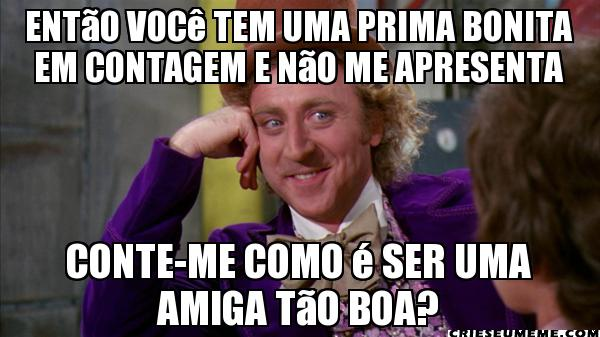 ENTãO VOCê TEM UMA PRIMA BONITA
EM CONTAGEM E NãO ME APRESENTA
CONTE-ME COMO é SER UMA
AMIGA TãO BOA?
CRIESEUMEME.COM